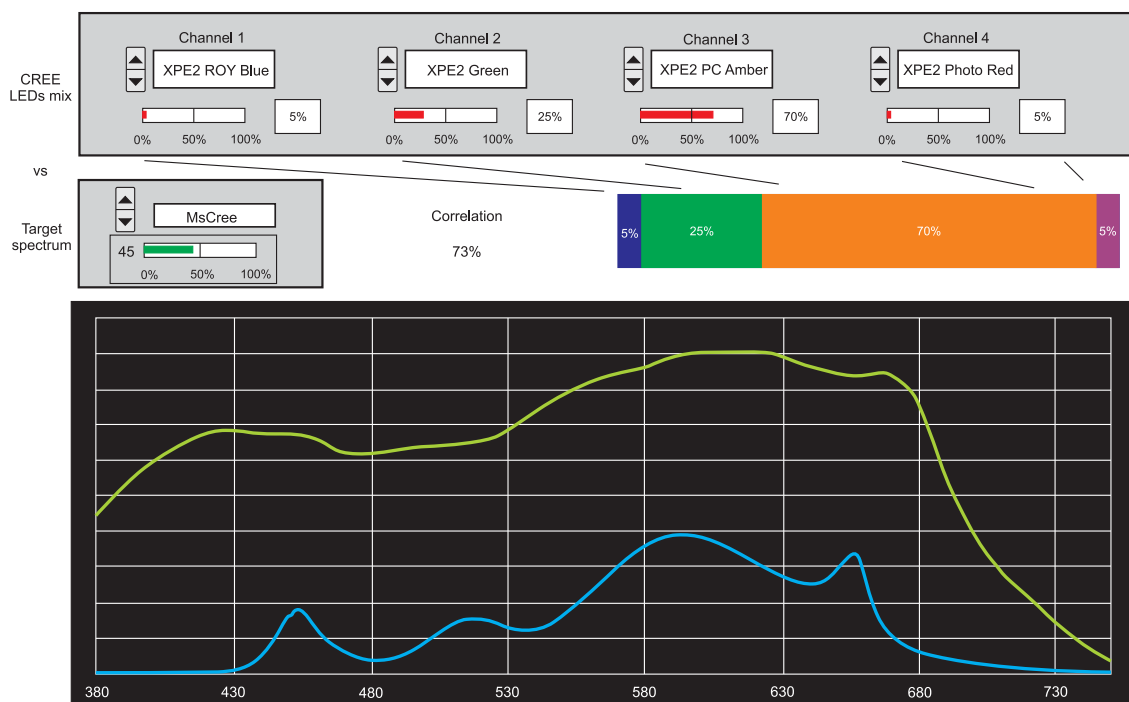 Channel 1
Channel 2
Channel 3
Channel 4
CREE
LEDs mix
XPE2 ROY Blue
XPE2 Green
XPE2 PC Amber
XPE2 Photo Red
5%
25%
70%
5%
0% 50% 100%
0% 50% 100%
0% 50% 100%
0% 50% 100%
vs
Target
spectrum
MsCree
45
0% 50% 100%
Correlation
73%
5%
25%
70%
5%
380 430 480 530 580 630 680 730